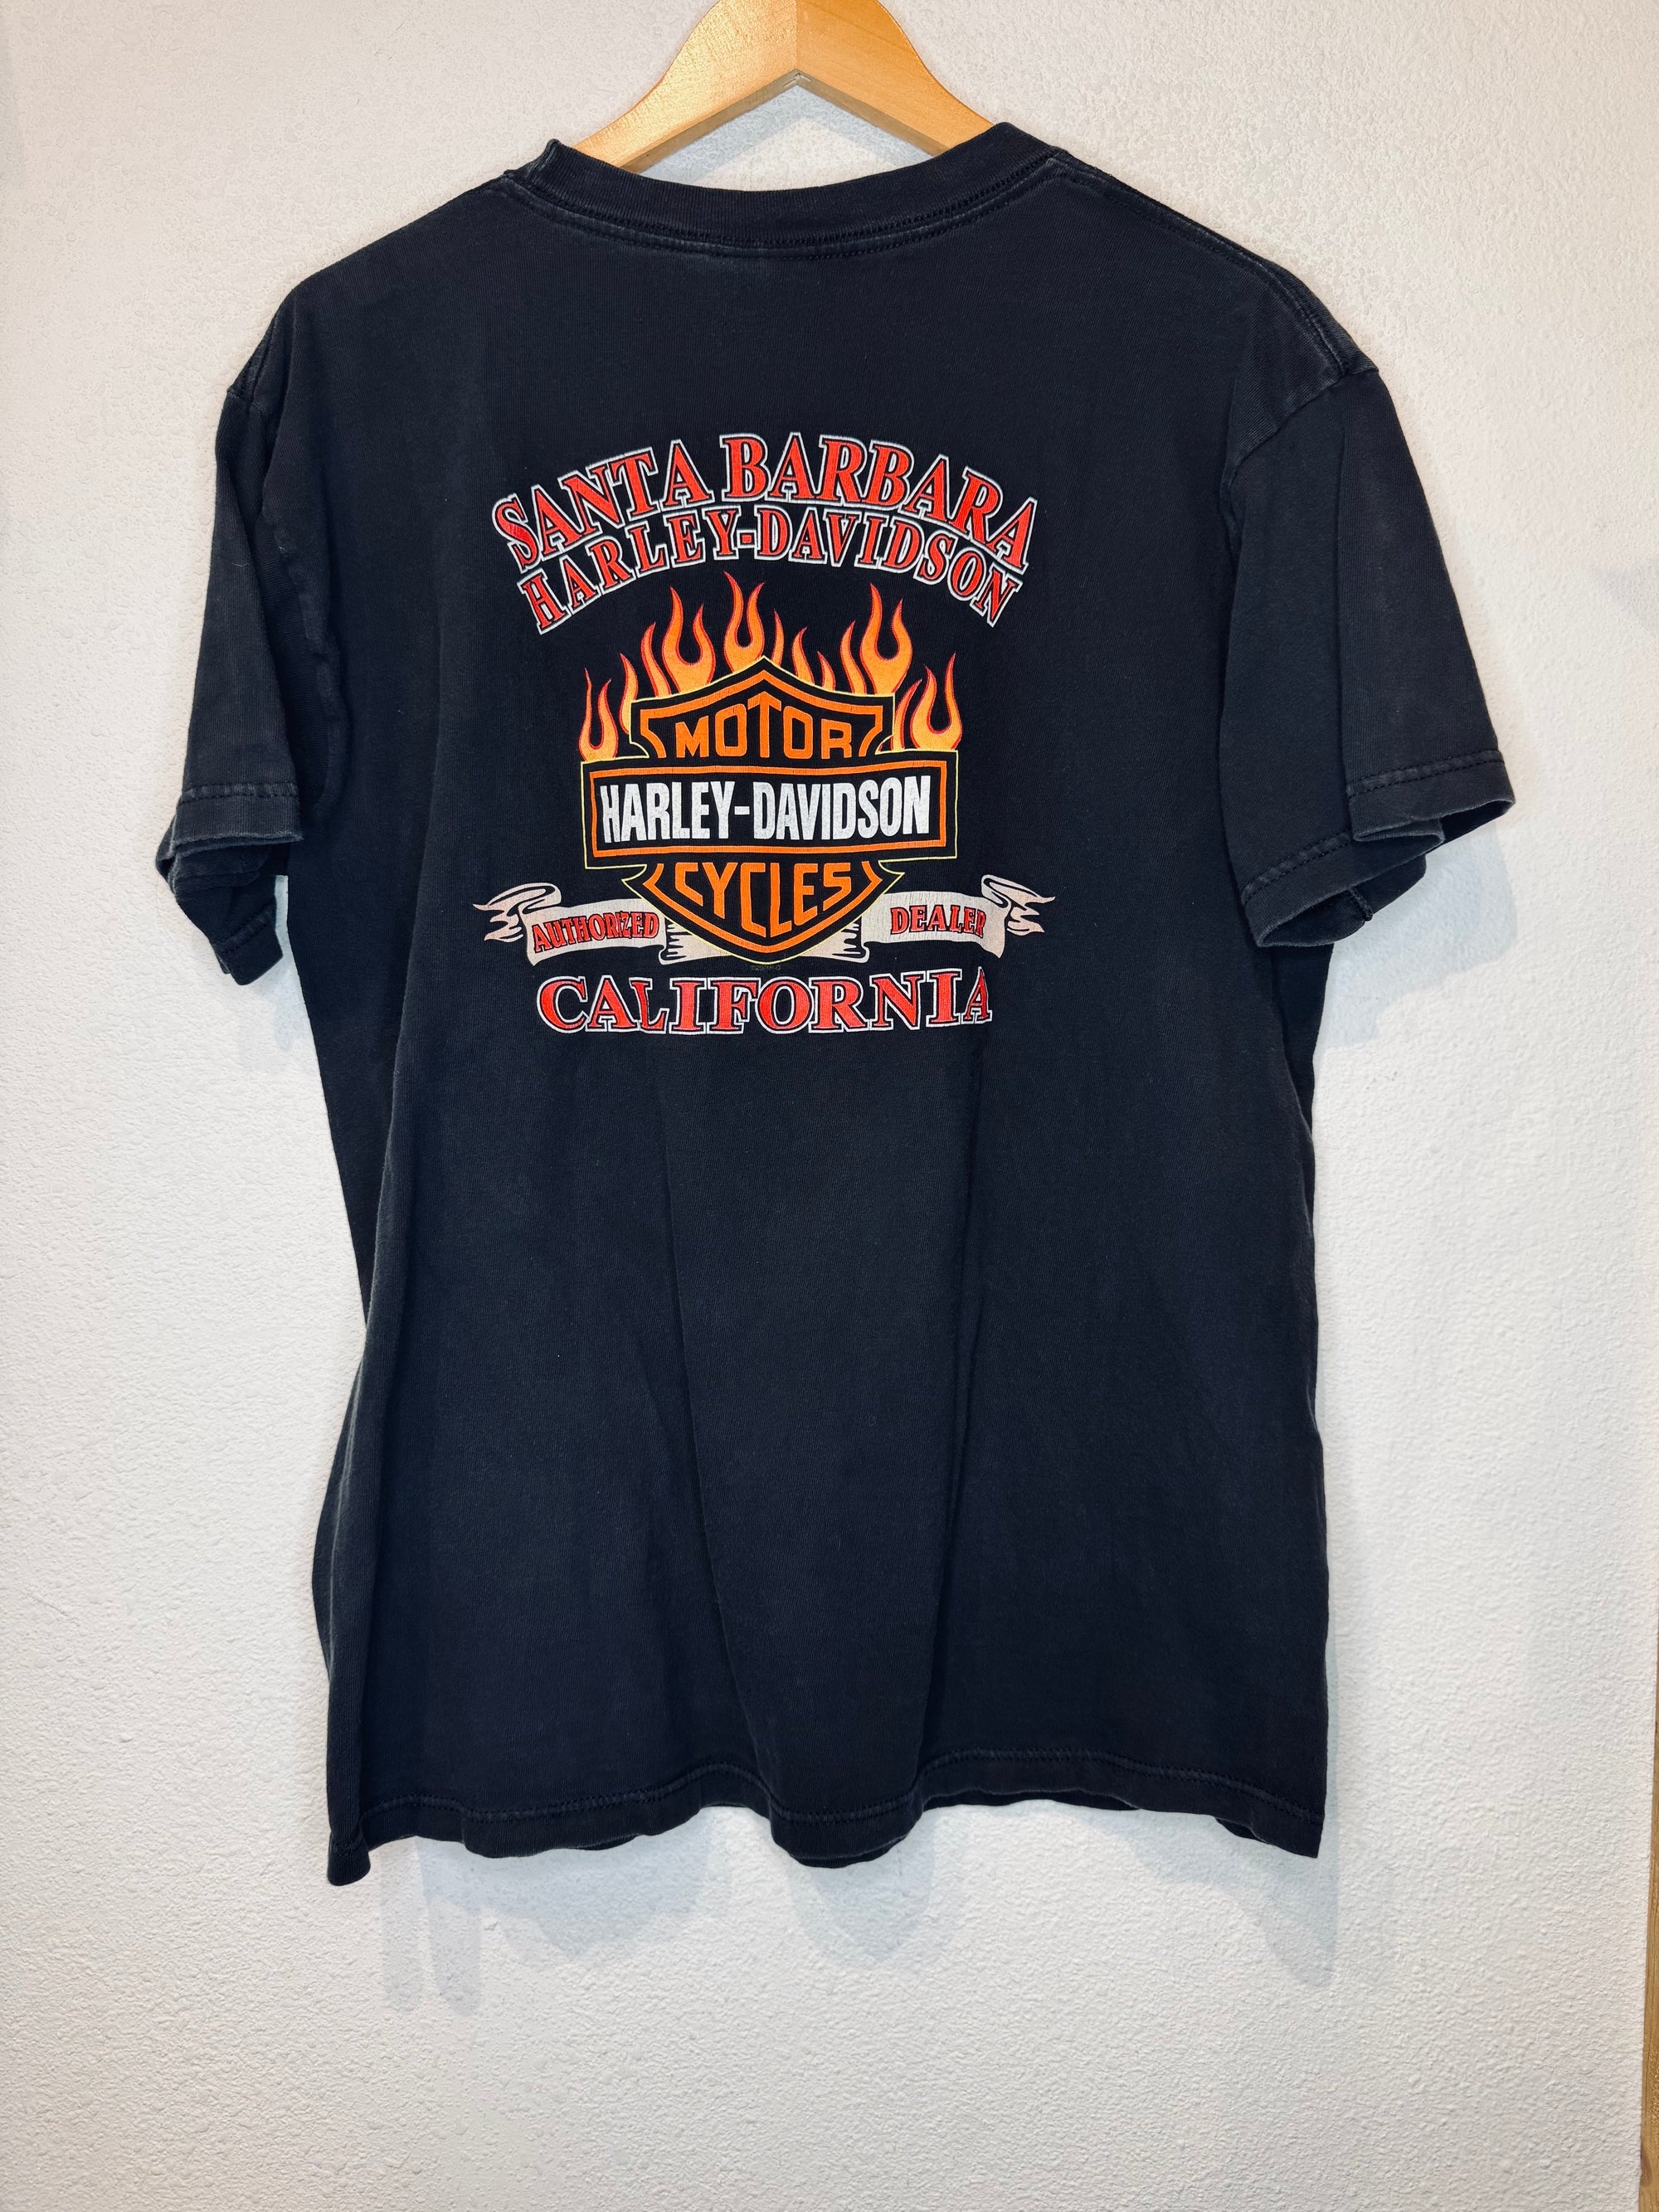 SANTA BARBARA
HARLEY-DAVIDSON
MOTOR
HARLEY-DAVIDSON
CYCLES
AUTHORIZED DEALER
CALIFORNIA